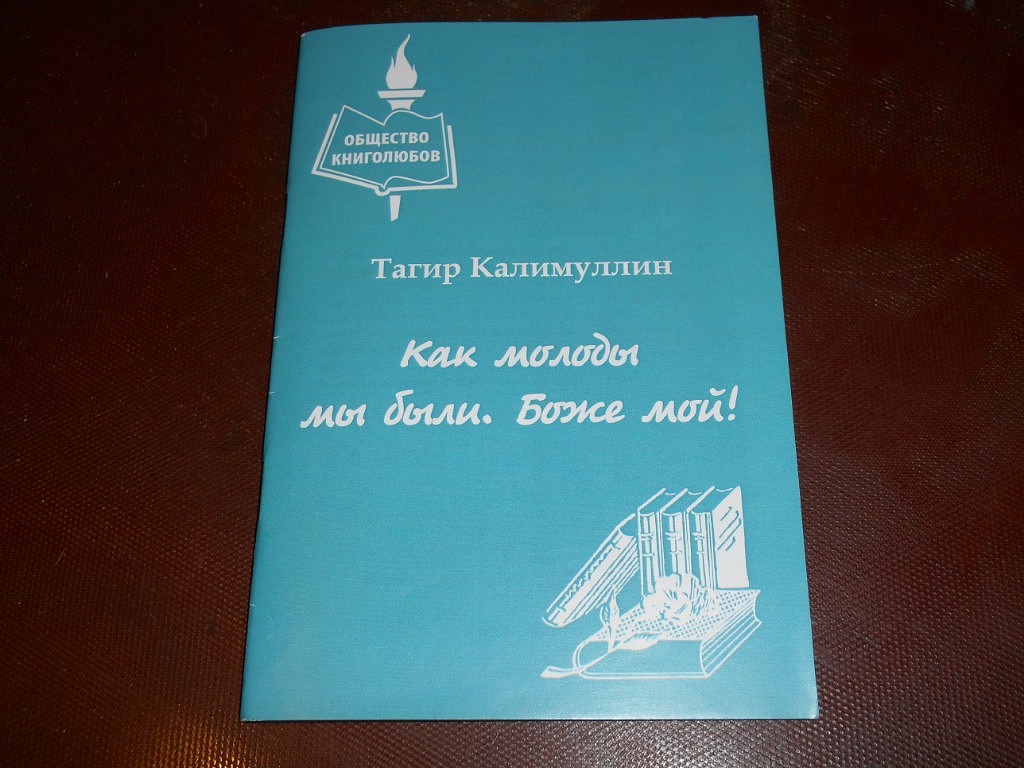 ОБЩЕСТВО
КНИГОЛЮБОВ
Тагир Калимуллин
Как молоды
мы были. Боже мой!